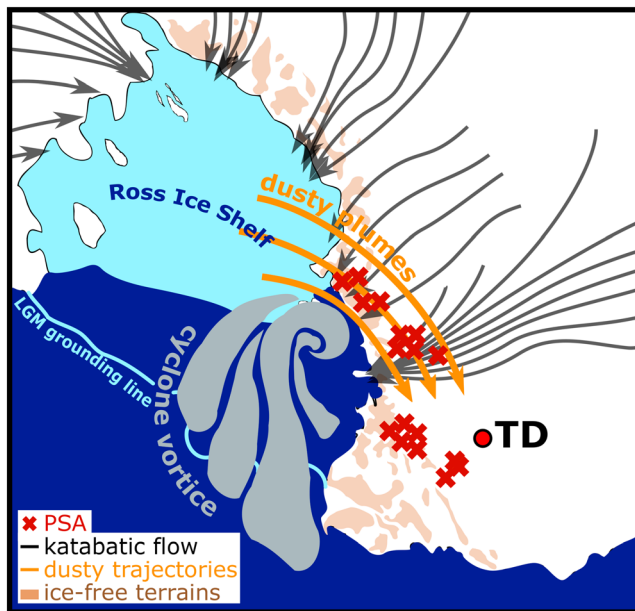 dusty plumes
Ross Ice Shelf
LGM grounding line
cyclone vortice
TD
PSA
katabatic flow
dusty trajectories
ice-free terrains